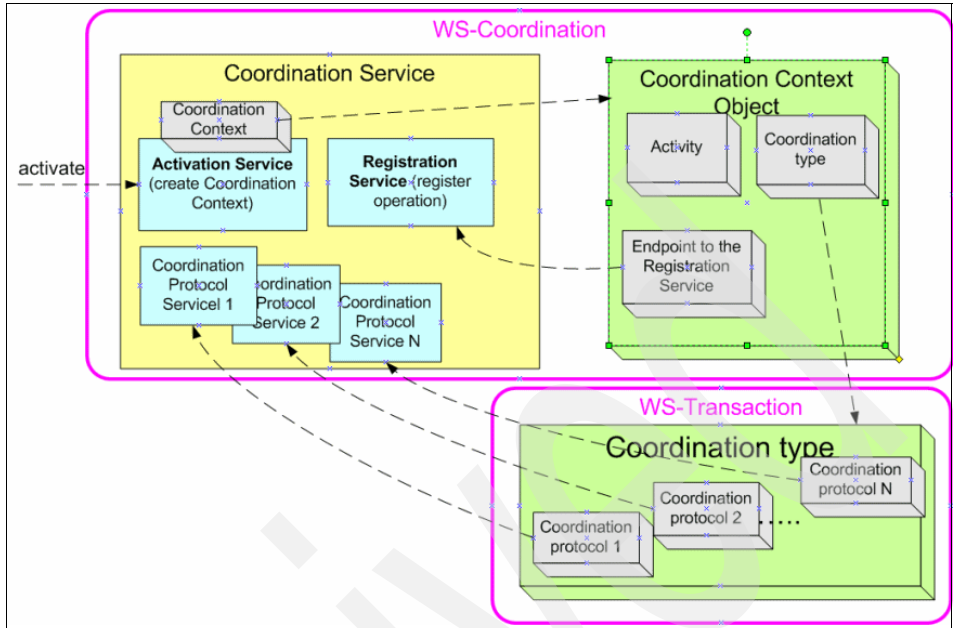 WS-Coordination
Coordination Service
Coordination
Context
activate
Activation Service
(create Coordination
Context)
Registration
Service (register
operation)
Coordination
Protocol
Servicel 1
oordination
Protocol
Service 2
Coordination
Protocol
Service N
Coordination Context
Object
Activity
Coordination
type
Endpoint to the
Registration
Service
WS-Transaction
Coordination type
Coordination
protocol 1
Coordination
protocol 2
.....
Coordination
protocol N